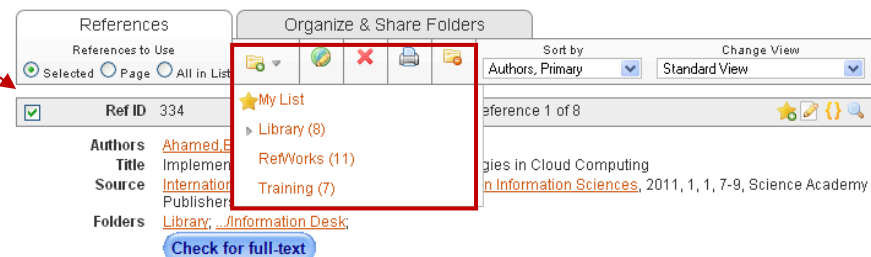 References Organize & Share Folders
References to Use Sort by Change View
Selected Page All in List Authors, Primary Standard View
My List
Ref ID 334 eference 1 of 8
Library (8)
Authors Ahamed,B
RefWorks (11)
Title Implemen gies in Cloud Computing
Source Internation n Information Sciences, 2011, 1, 1, 7-9, Science Academy
Training (7)
Publishers
Folders Library; .../Information Desk;
Check for full-text